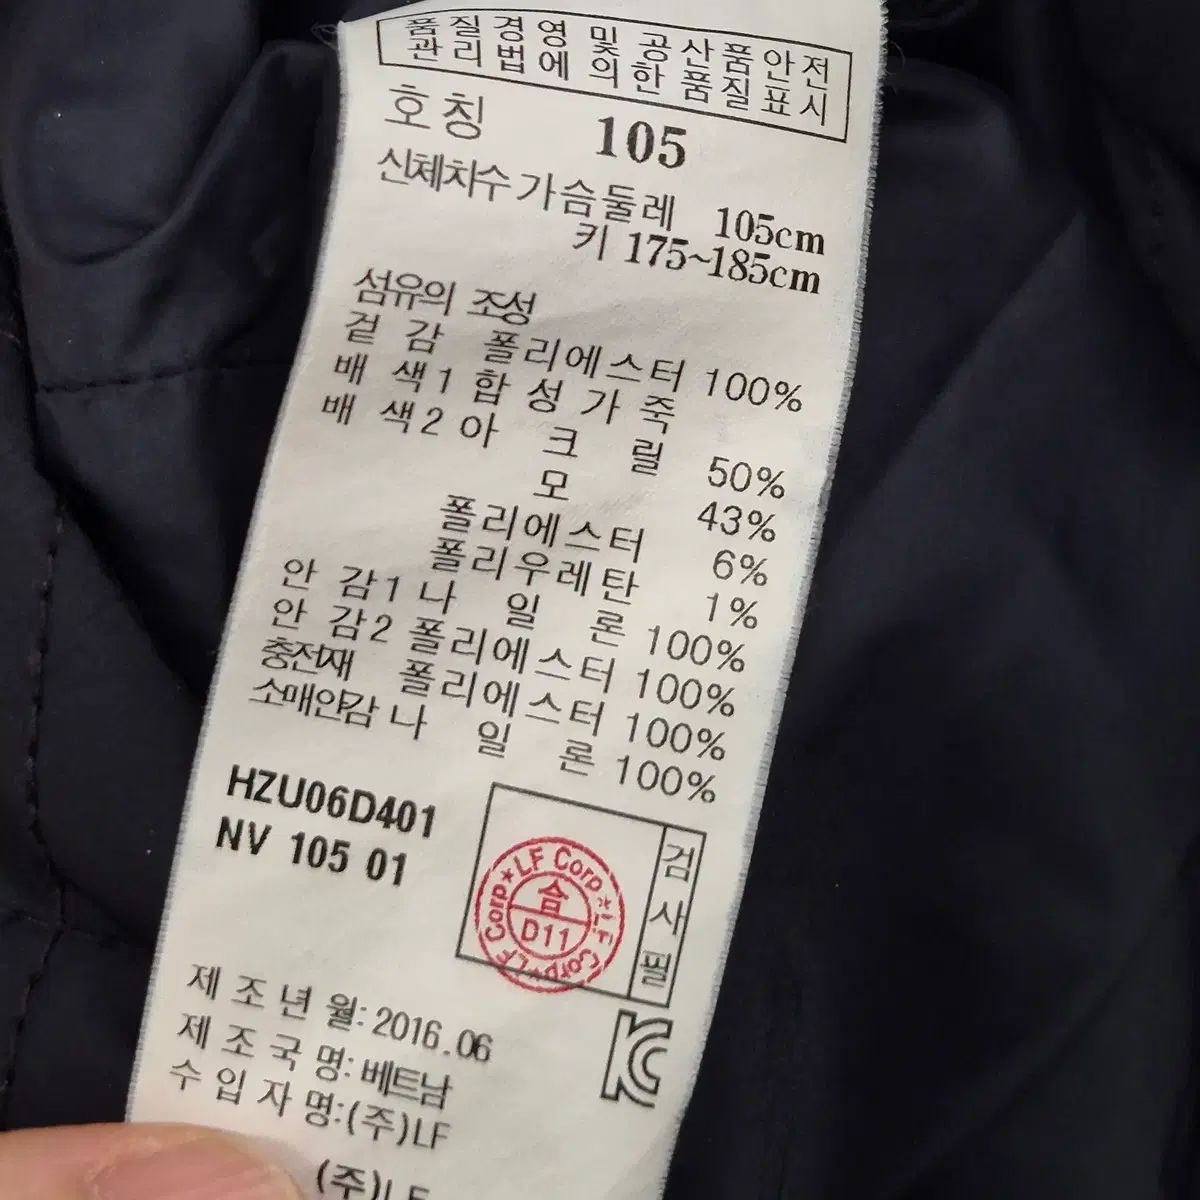 품질경영 및 공산품안전
관리법에 의한 품질표시
호칭 105
신체치수 가슴둘레 105cm
키 175~185cm
섬유의 조성
겉 감 폴리에스터 100%
배 색1 합성가죽
배 색2 아크릴 50%
모 43%
폴리에스터 6%
폴리우레탄 1%
안 감1 나일론 100%
안 감2 폴리에스터 100%
충전재 폴리에스터 100%
소매안감 나일론 100%
HZU06D401
NV 105 01
검사필
LF Corp★LF Corp★LF Corp★
합
D11
제조년월: 2016.06
제조국명: 베트남
수입자명:(주)LF
(주)LF